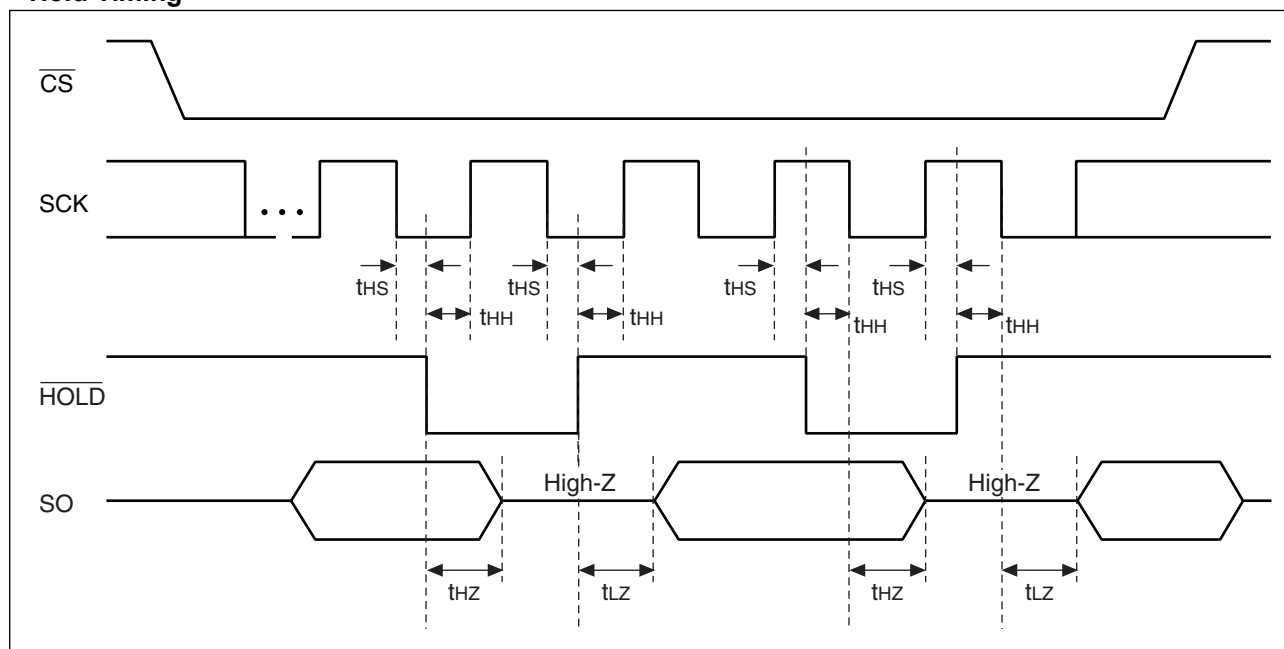 Hold Timing
CS
SCK
...
tHS tHS tHS tHS
tHH tHH tHH tHH
HOLD
High-Z High-Z
SO
tHZ tLZ tHZ tLZ